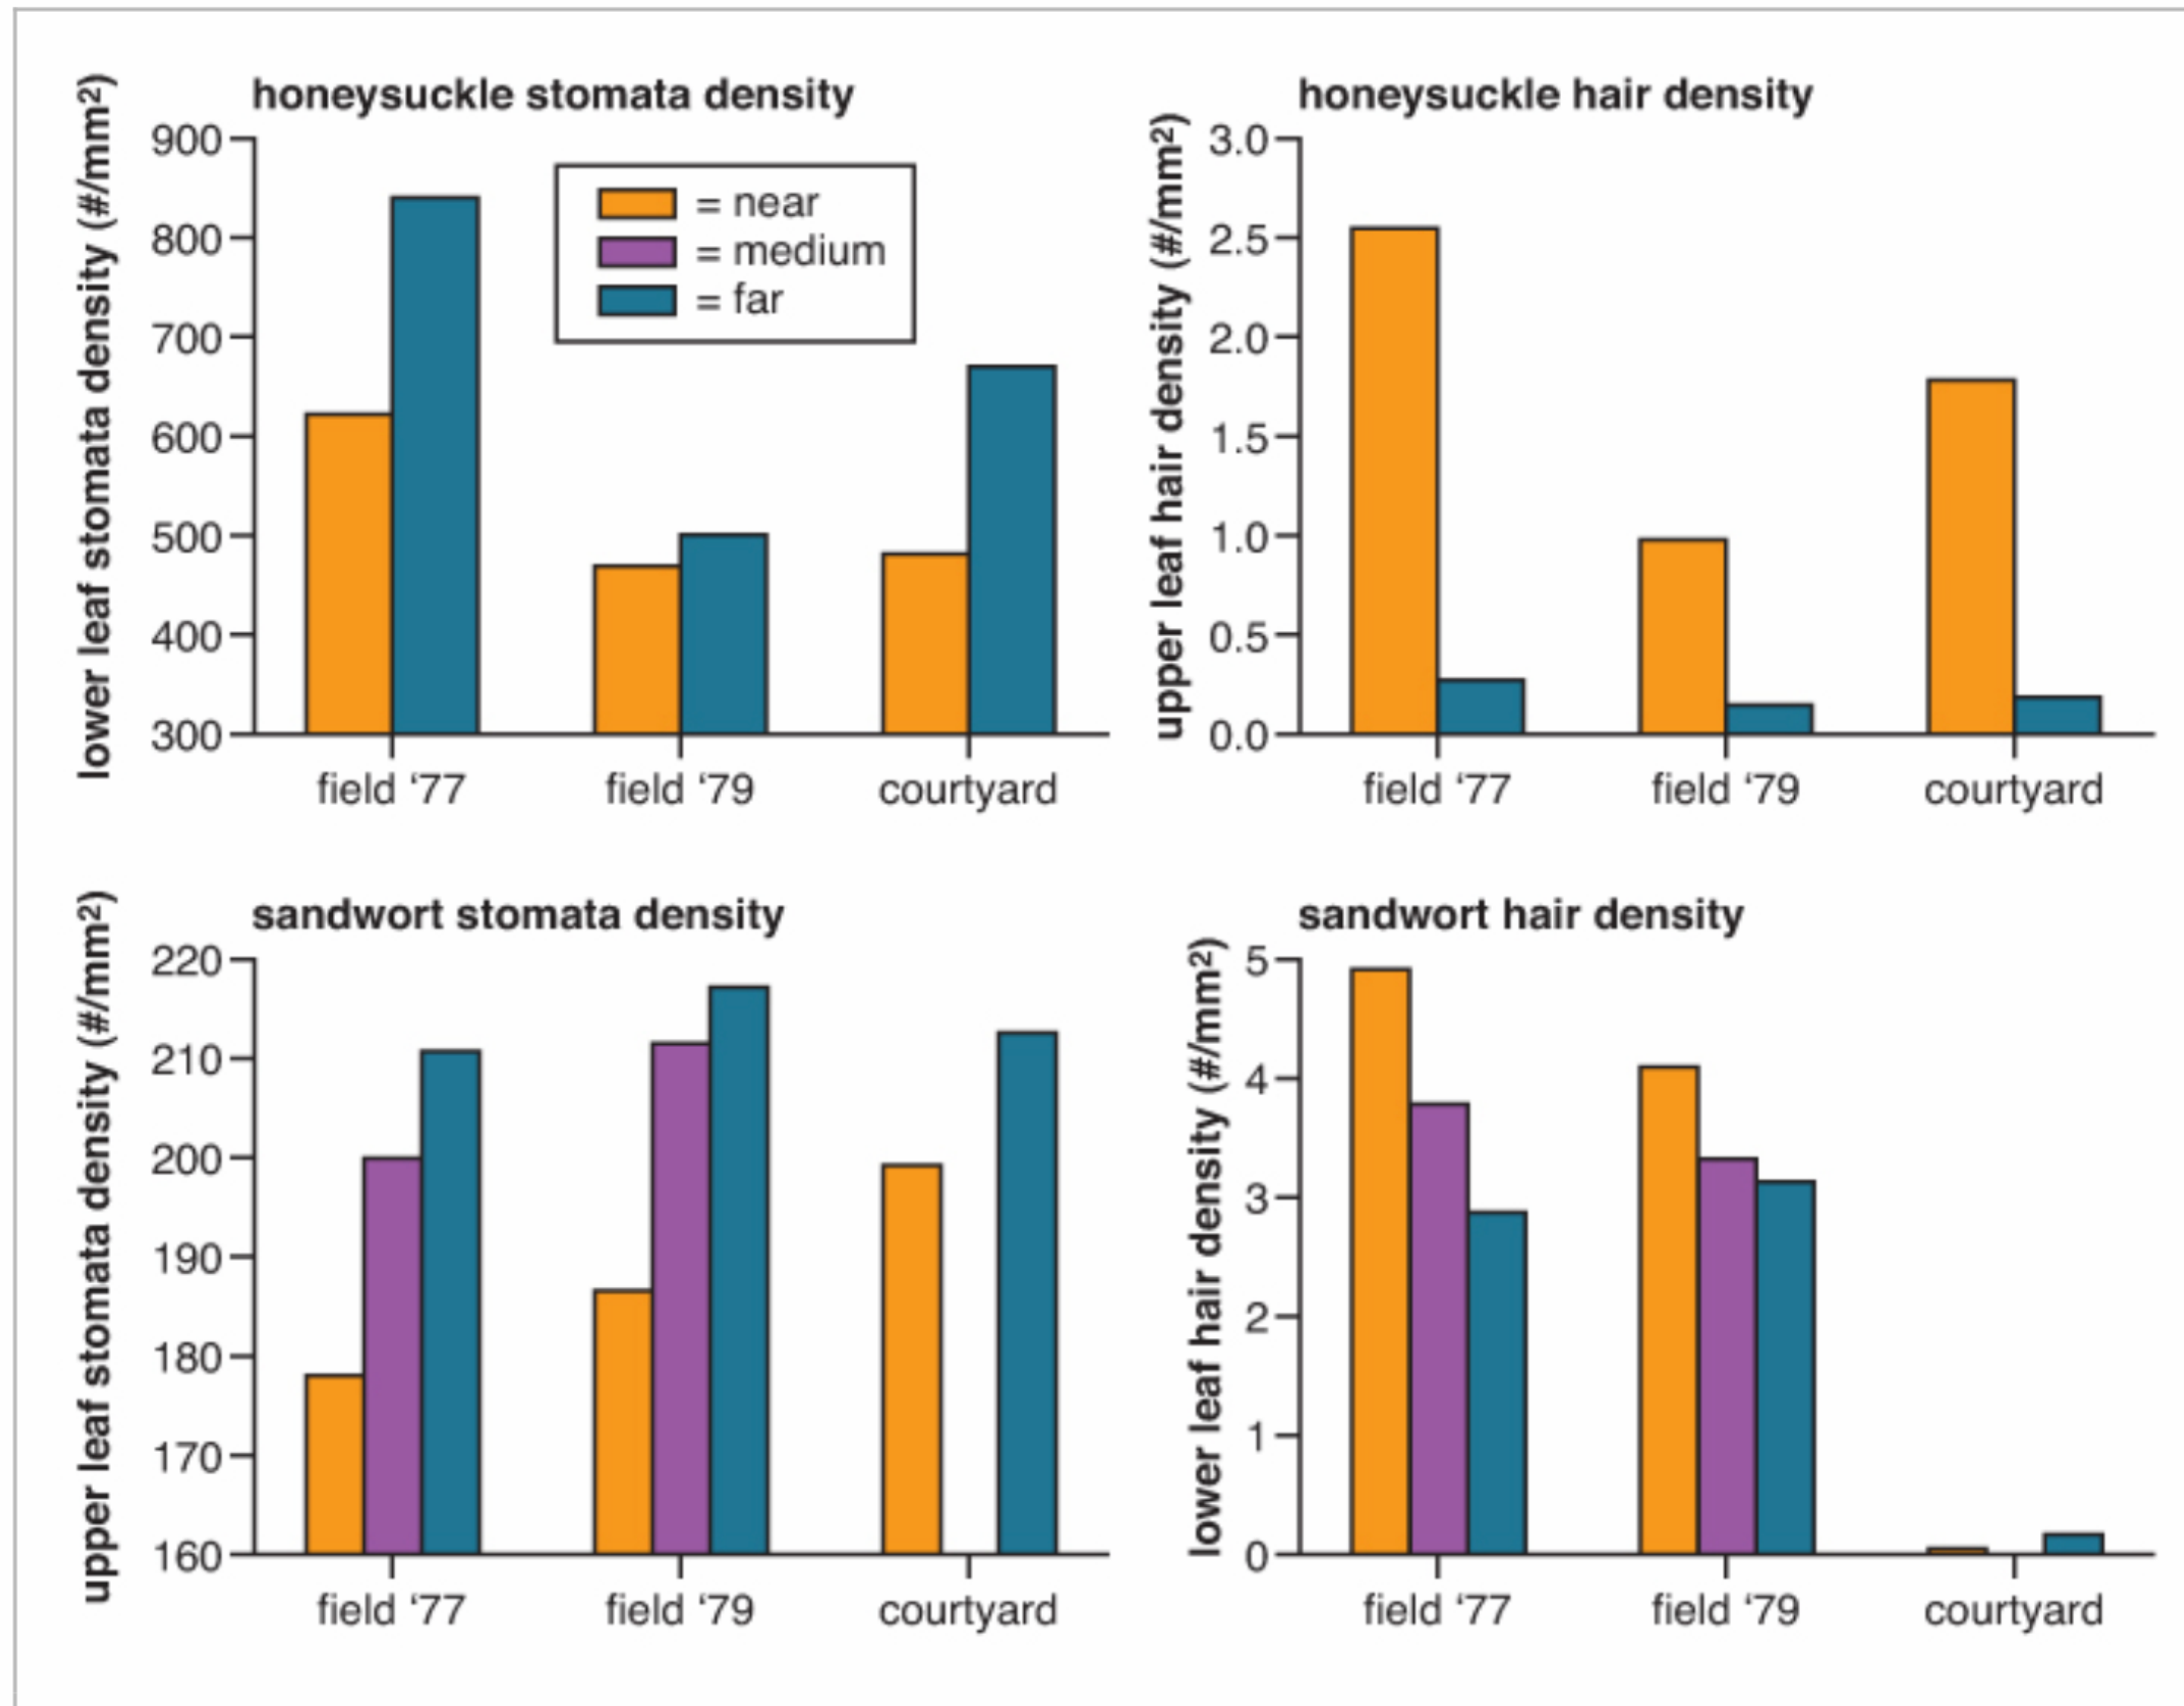 honeysuckle stomata density
lower leaf stomata density (#/mm²)
900
800
700
600
500
400
300
= near
= medium
= far
field ‘77
field ‘79
courtyard
honeysuckle hair density
upper leaf hair density (#/mm²)
3.0
2.5
2.0
1.5
1.0
0.5
0.0
field ‘77
field ‘79
courtyard
sandwort stomata density
upper leaf stomata density (#/mm²)
220
210
200
190
180
170
160
field ‘77
field ‘79
courtyard
sandwort hair density
lower leaf hair density (#/mm²)
5
4
3
2
1
0
field ‘77
field ‘79
courtyard